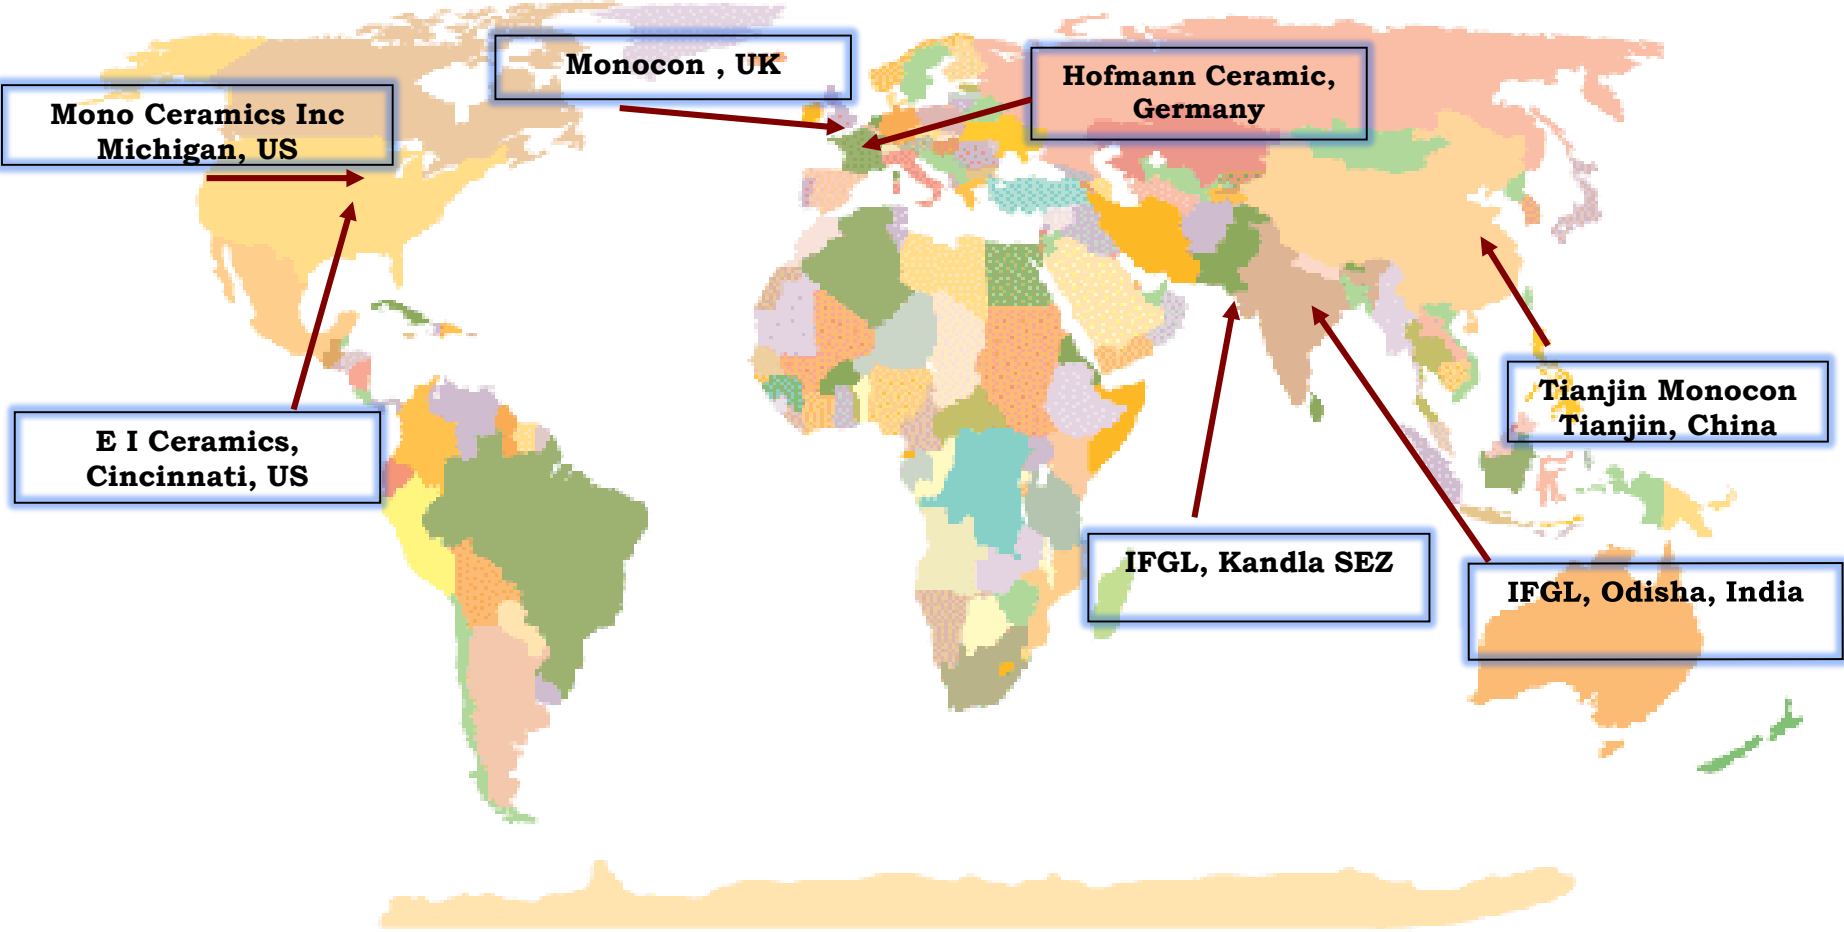 Monocon , UK
Hofmann Ceramic,
Germany
Mono Ceramics Inc
Michigan, US
Tianjin Monocon
Tianjin, China
E I Ceramics,
Cincinnati, US
IFGL, Kandla SEZ
IFGL, Odisha, India